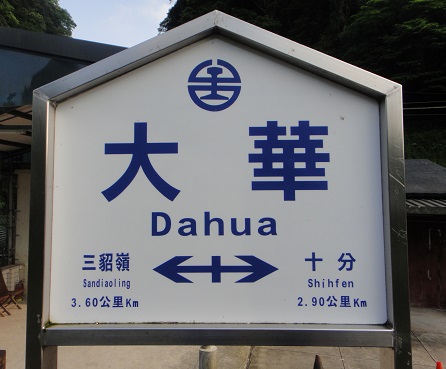 大華
Dahua
三貂嶺 十分
Sandiaoling Shihfen
3.60公里Km 2.90公里Km